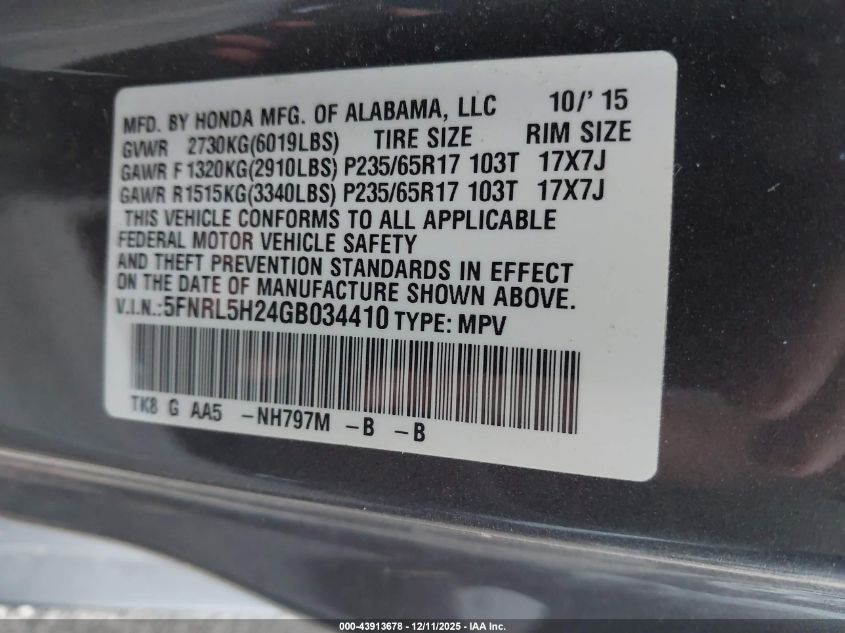 MFD. BY HONDA MFG. OF ALABAMA, LLC 10/' 15
GVWR 2730KG(6019LBS) TIRE SIZE RIM SIZE
GAWR F 1320KG(2910LBS) P235/65R17 103T 17X7J
GAWR R1515KG(3340LBS) P235/65R17 103T 17X7J
THIS VEHICLE CONFORMS TO ALL APPLICABLE
FEDERAL MOTOR VEHICLE SAFETY
AND THEFT PREVENTION STANDARDS IN EFFECT
ON THE DATE OF MANUFACTURE SHOWN ABOVE.
V.I.N.:5FNRL5H24GB034410 TYPE: MPV
TK8 G AA5 -NH797M -B -B
000-43913678 - 12/11/2025 - IAA Inc.